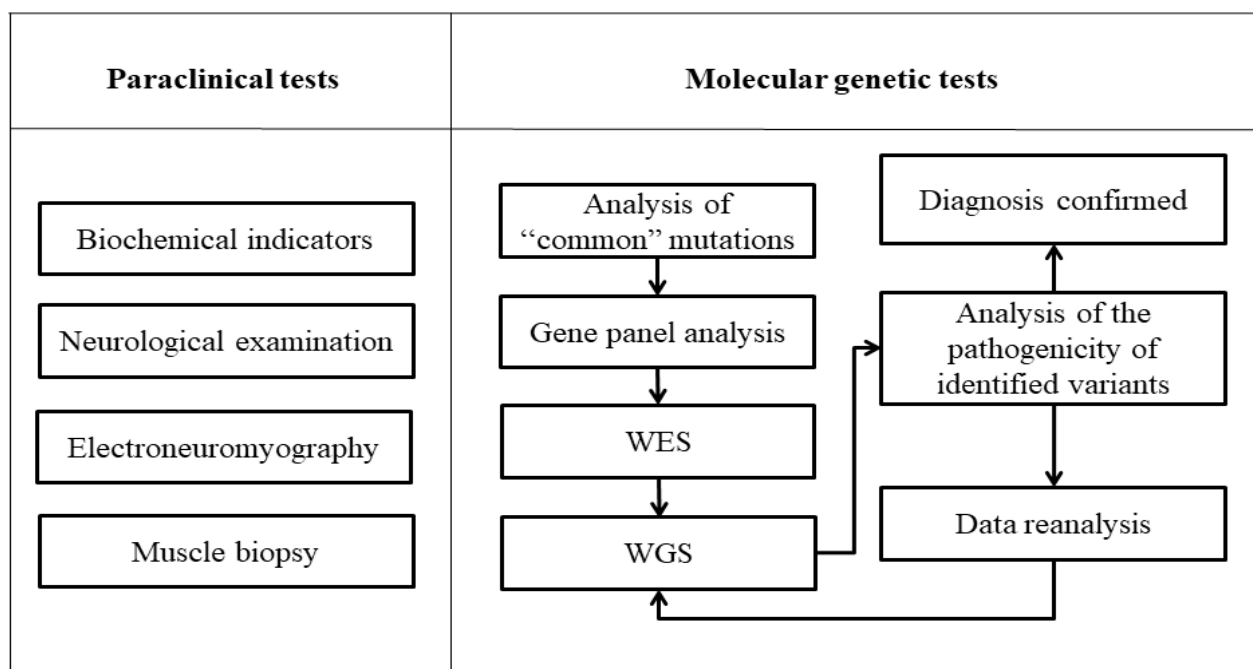 Paraclinical tests
Molecular genetic tests
Biochemical indicators
Neurological examination
Electroneuromyography
Muscle biopsy
Analysis of
“common” mutations
Gene panel analysis
WES
WGS
Diagnosis confirmed
Analysis of the
pathogenicity of
identified variants
Data reanalysis